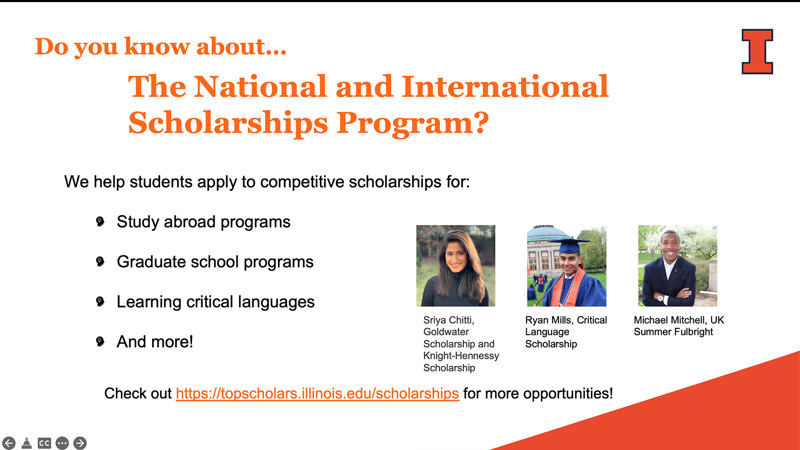 Do you know about...
The National and International
Scholarships Program?
We help students apply to competitive scholarships for:
Study abroad programs
Graduate school programs
Learning critical languages
And more!
Sriya Chitti,
Goldwater
Scholarship and
Knight-Hennessy
Scholarship
Ryan Mills, Critical
Language
Scholarship
Michael Mitchell, UK
Summer Fulbright
Check out https://topscholars.illinois.edu/scholarships for more opportunities!
I
CC